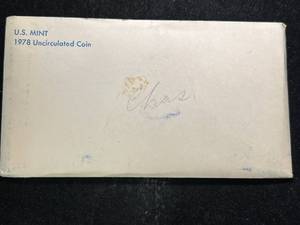 U.S. MINT
1978 Uncirculated Coin
Chas.